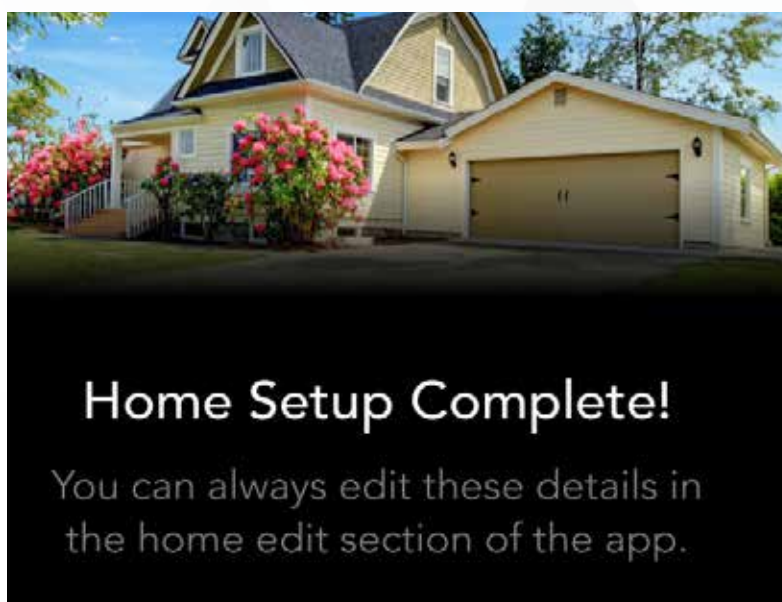 Home Setup Complete!
You can always edit these details in
the home edit section of the app.